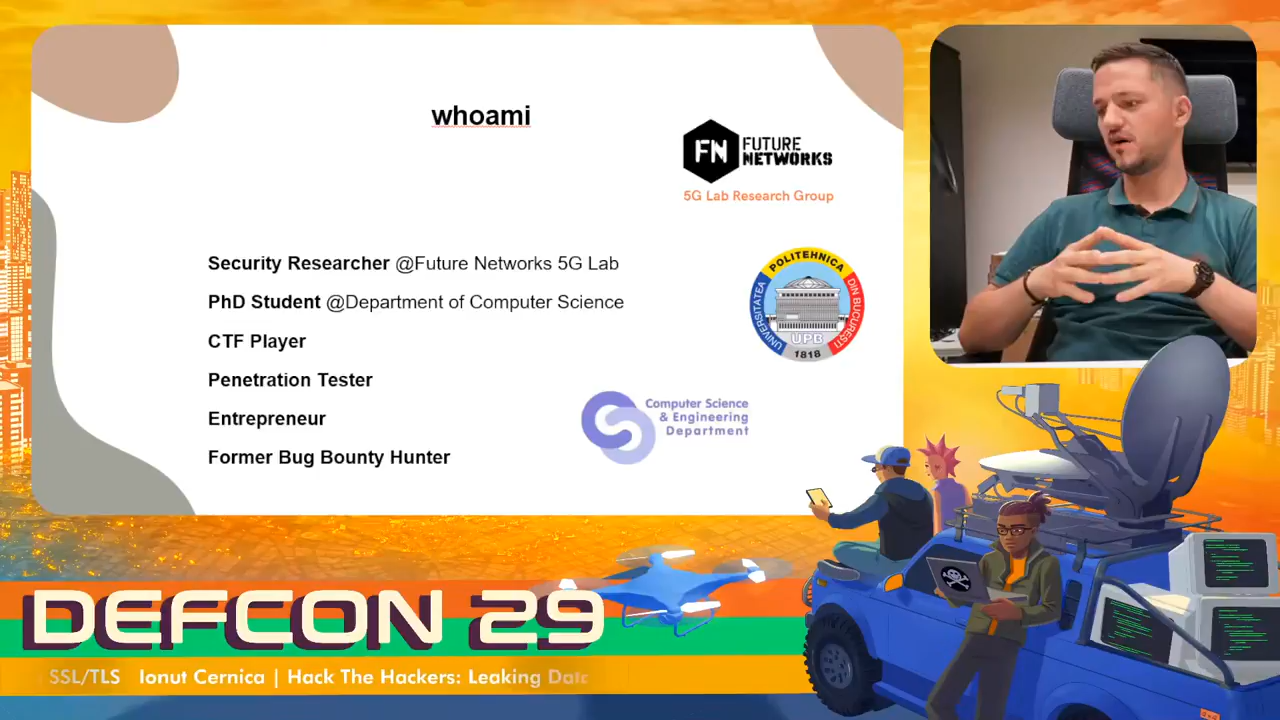 whoami
FN FUTURE NETWORKS
5G Lab Research Group
Security Researcher @Future Networks 5G Lab
PhD Student @Department of Computer Science
CTF Player
Penetration Tester
Entrepreneur
Former Bug Bounty Hunter
UNIVERSITATEA POLITEHNICA DIN BUCURESTI
UPB
1818
Computer Science
& Engineering
Department
DEFCON 29
SSL/TLS Ionut Cernica | Hack The Hackers: Leaking Data